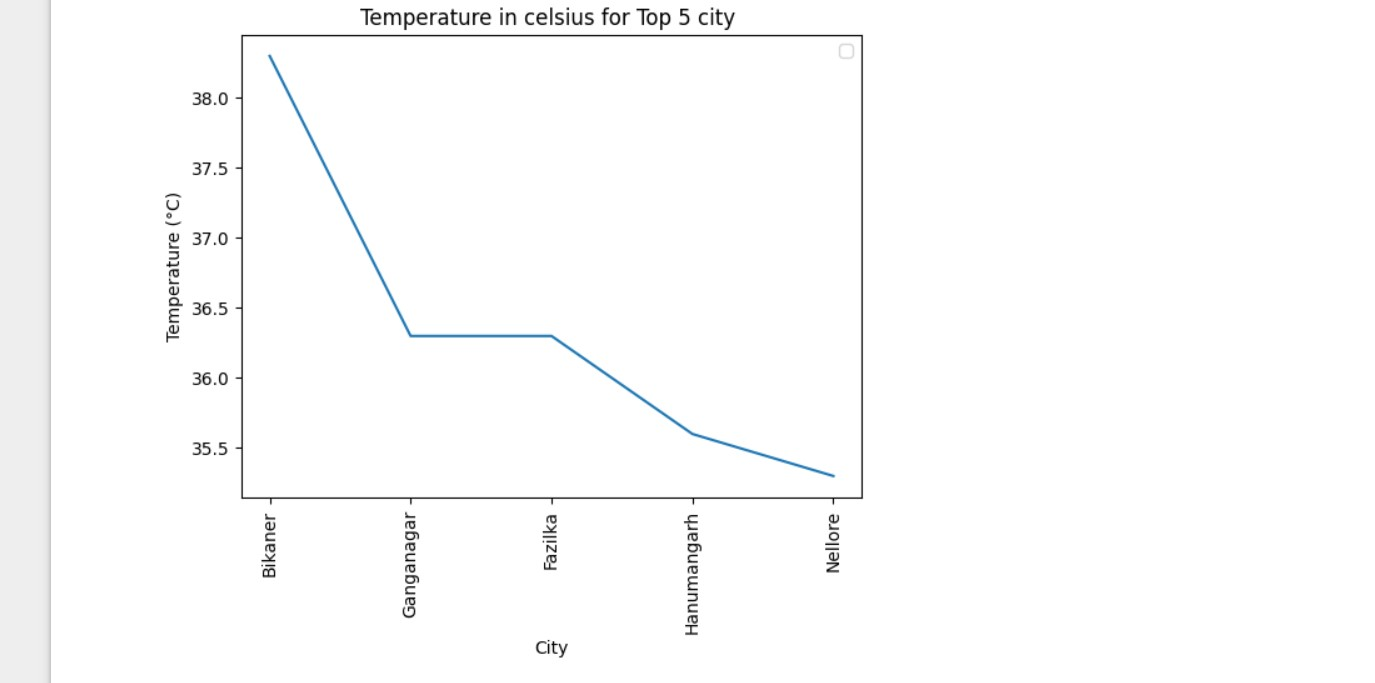 Temperature in celsius for Top 5 city
Temperature (°C)
38.0
37.5
37.0
36.5
36.0
35.5
Bikaner
Ganganagar
Fazilka
Hanumangarh
Nellore
City